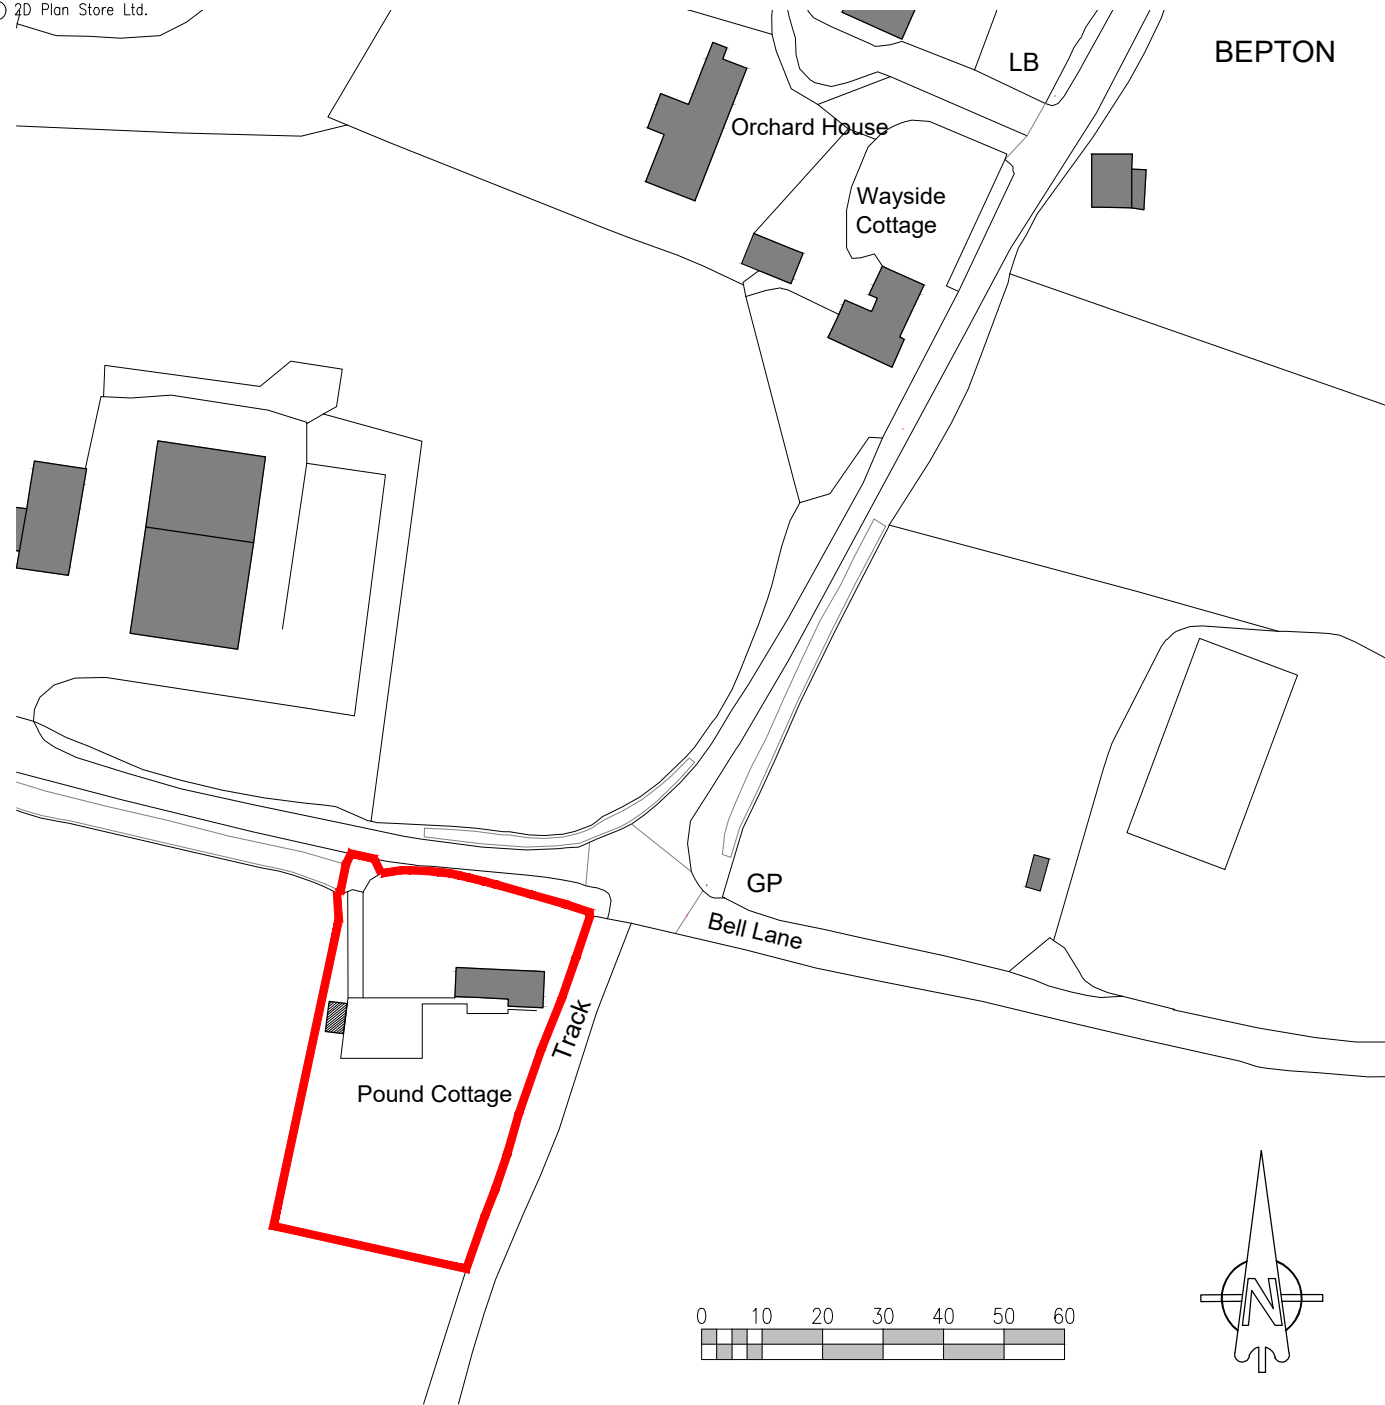 2D Plan Store Ltd.
BEPTON
LB
Orchard House
Wayside
Cottage
GP
Bell Lane
Track
Pound Cottage
0 10 20 30 40 50 60
N